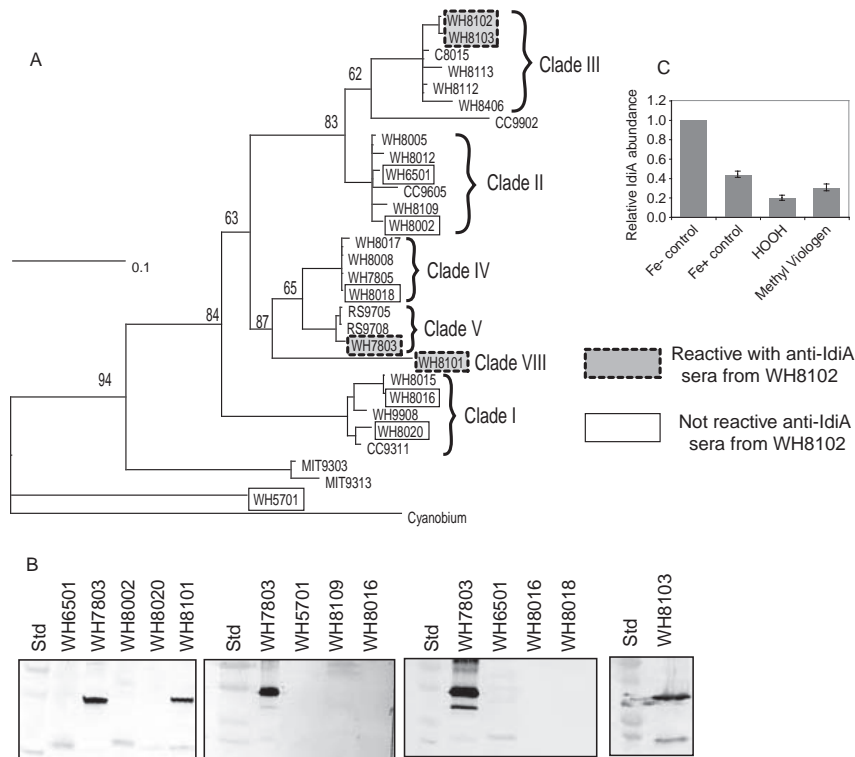 A
WH8102
WH8103
C8015
WH8113
WH8112
WH8406
Clade III
62
CC9902
83
WH8005
WH8012
WH6501
CC9605
WH8109
WH8002
Clade II
63
0.1
WH8017
WH8008
WH7805
WH8018
Clade IV
65
84
87
RS9705
RS9708
WH7803
Clade V
WH8101
Clade VIII
94
WH8015
WH8016
WH9908
WH8020
CC9311
Clade I
MIT9303
MIT9313
WH5701
Cyanobium
C
Relative IdiA abundance
1.2
1.0
0.8
0.6
0.4
0.2
0.0
Fe- control
Fe+ control
HOOH
Methyl Viologen
Reactive with anti-IdiA
sera from WH8102
Not reactive anti-IdiA
sera from WH8102
B
Std
WH6501
WH7803
WH8002
WH8020
WH8101
Std
WH7803
WH5701
WH8109
WH8016
Std
WH7803
WH6501
WH8016
WH8018
Std
WH8103